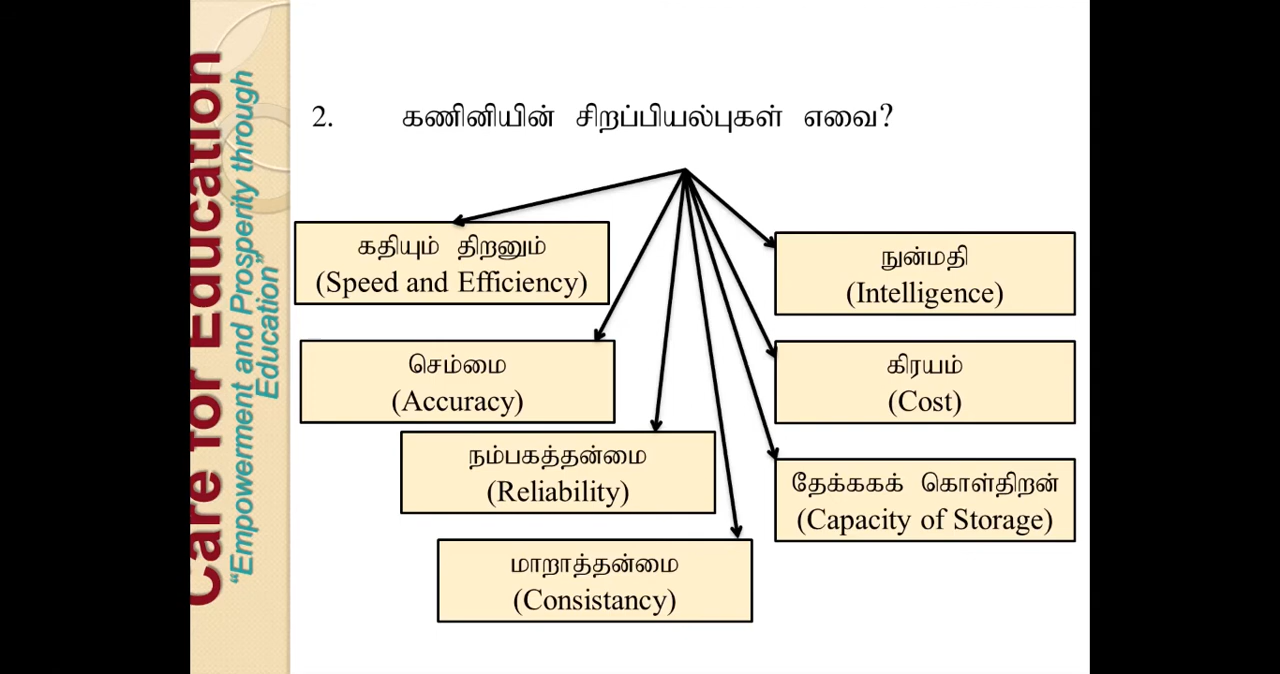 Care for Education
“Empowerment and Prosperity through
Education”
2. கணினியின் சிறப்பியல்புகள் எவை?
கதியும் திறனும்
(Speed and Efficiency)
நுன்மதி
(Intelligence)
செம்மை
(Accuracy)
கிரயம்
(Cost)
நம்பகத்தன்மை
(Reliability)
தேக்ககக் கொள்திறன்
(Capacity of Storage)
மாறாத்தன்மை
(Consistancy)